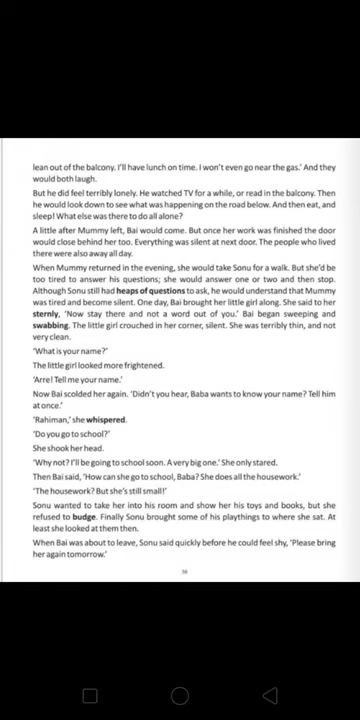 lean out of the balcony. I'll have lunch on time. I won't even go near the gas.' And they
would both laugh.
But he did feel terribly lonely. He watched TV for a while, or read in the balcony. Then
he would look down to see what was happening on the road below. And then eat, and
sleep! What else was there to do all alone?
A little after Mummy left, Bai would come. But once her work was finished the door
would close behind her too. Everything was silent at next door. The people who lived
there were also away all day.
When Mummy returned in the evening, she would take Sonu for a walk. But she'd be
too tired to answer his questions; she would answer one or two and then stop.
Although Sonu still had heaps of questions to ask, he would understand that Mummy
was tired and become silent. One day, Bai brought her little girl along. She said to her
sternly, 'Now stay there and not a word out of you.' Bai began sweeping and
swabbing. The little girl crouched in her corner, silent. She was terribly thin, and not
very clean.
'What is your name?'
The little girl looked more frightened.
'Arre! Tell me your name.'
Now Bai scolded her again. 'Didn't you hear, Baba wants to know your name? Tell him
at once.'
'Rahiman,' she whispered.
'Do you go to school?'
She shook her head.
'Why not? I'll be going to school soon. A very big one.' She only stared.
Then Bai said, 'How can she go to school, Baba? She does all the housework.'
'The housework? But she's still small!'
Sonu wanted to take her into his room and show her his toys and books, but she
refused to budge. Finally Sonu brought some of his playthings to where she sat. At
least she looked at them then.
When Bai was about to leave, Sonu said quickly before he could feel shy, 'Please bring
her again tomorrow.'